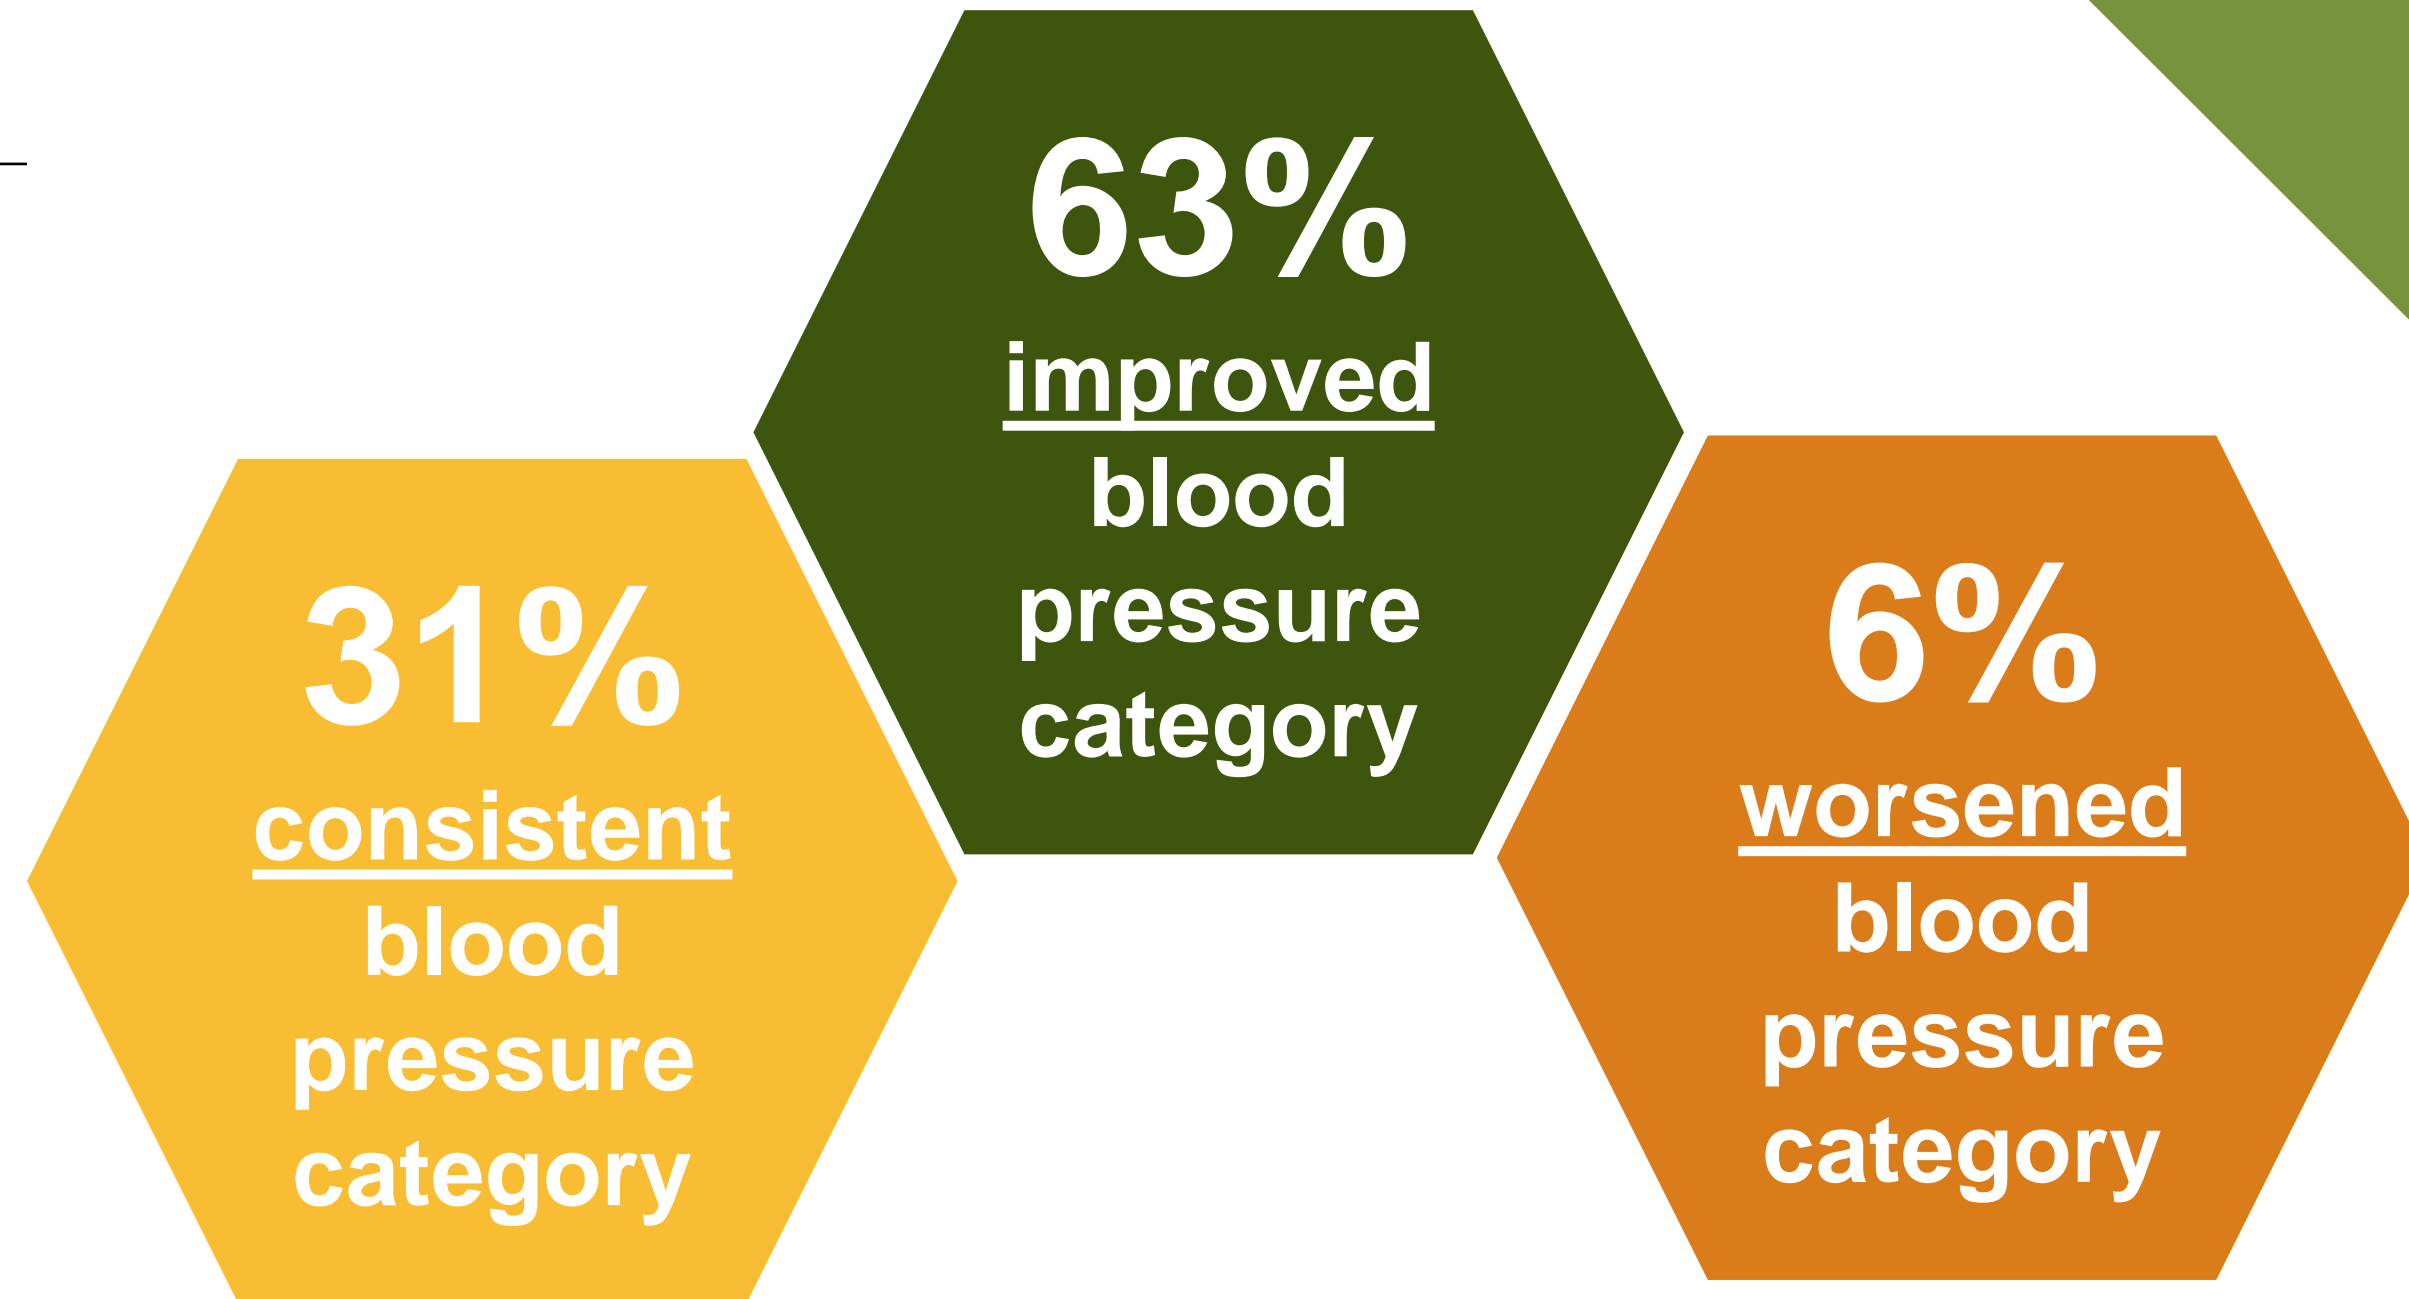 31%
consistent
blood
pressure
category
63%
improved
blood
pressure
category
6%
worsened
blood
pressure
category